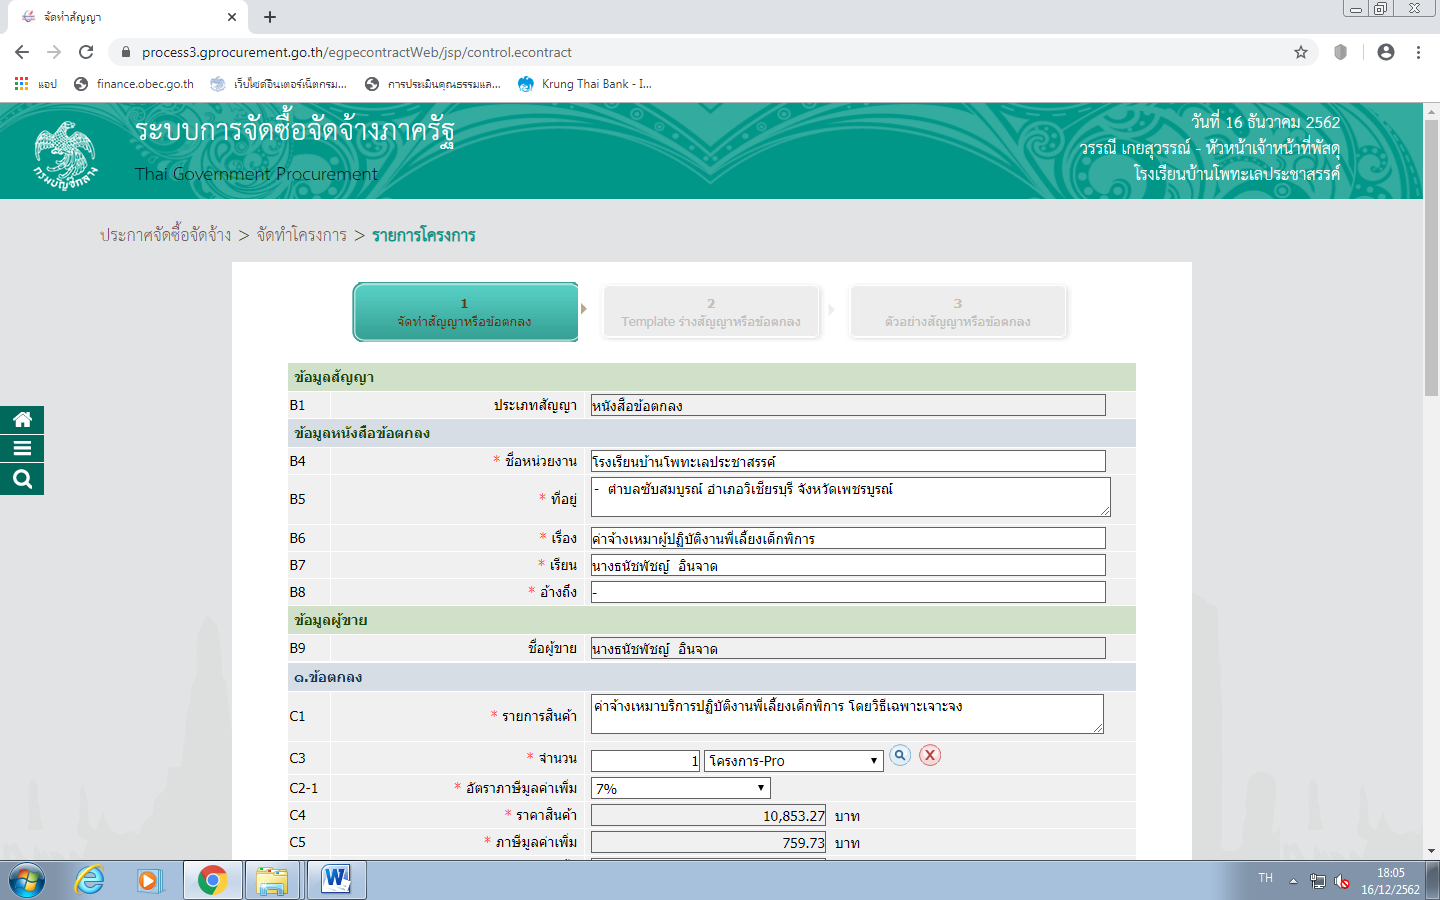 จัดทำสัญญา
process3.gprocurement.go.th/egpecontractWeb/jsp/control.econtract
แอป finance.obec.go.th เว็บไซต์อินเตอร์เน็ตกรม... การประเมินคุณธรรมแล... Krung Thai Bank - I...
ระบบการจัดซื้อจัดจ้างภาครัฐ
Thai Government Procurement
กรมบัญชีกลาง
วันที่ 16 ธันวาคม 2562
วรรณี เกยสุวรรณ์ - หัวหน้าเจ้าหน้าที่พัสดุ
โรงเรียนบ้านโพทะเลประชาสรรค์
ประกาศจัดซื้อจัดจ้าง > จัดทำโครงการ > รายการโครงการ
1 จัดทำสัญญาหรือข้อตกลง
2 Template ร่างสัญญาหรือข้อตกลง
3 ตัวอย่างสัญญาหรือข้อตกลง
ข้อมูลสัญญา
B1 ประเภทสัญญา หนังสือข้อตกลง
ข้อมูลหนังสือข้อตกลง
B4 * ชื่อหน่วยงาน โรงเรียนบ้านโพทะเลประชาสรรค์
B5 * ที่อยู่ - ตำบลซับสมบูรณ์ อำเภอวิเชียรบุรี จังหวัดเพชรบูรณ์
B6 * เรื่อง ค่าจ้างเหมาผู้ปฏิบัติงานพี่เลี้ยงเด็กพิการ
B7 * เรียน นางธนัชพัชญ์ อินจาด
B8 * อ้างถึง -
ข้อมูลผู้ขาย
B9 ชื่อผู้ขาย นางธนัชพัชญ์ อินจาด
๑.ข้อตกลง
C1 * รายการสินค้า ค่าจ้างเหมาบริการปฏิบัติงานพี่เลี้ยงเด็กพิการ โดยวิธีเฉพาะเจาะจง
C3 * จำนวน 1 โครงการ-Pro
C2-1 * อัตราภาษีมูลค่าเพิ่ม 7%
C4 * ราคาสินค้า 10,853.27 บาท
C5 * ภาษีมูลค่าเพิ่ม 759.73 บาท
TH 18:05
16/12/2562